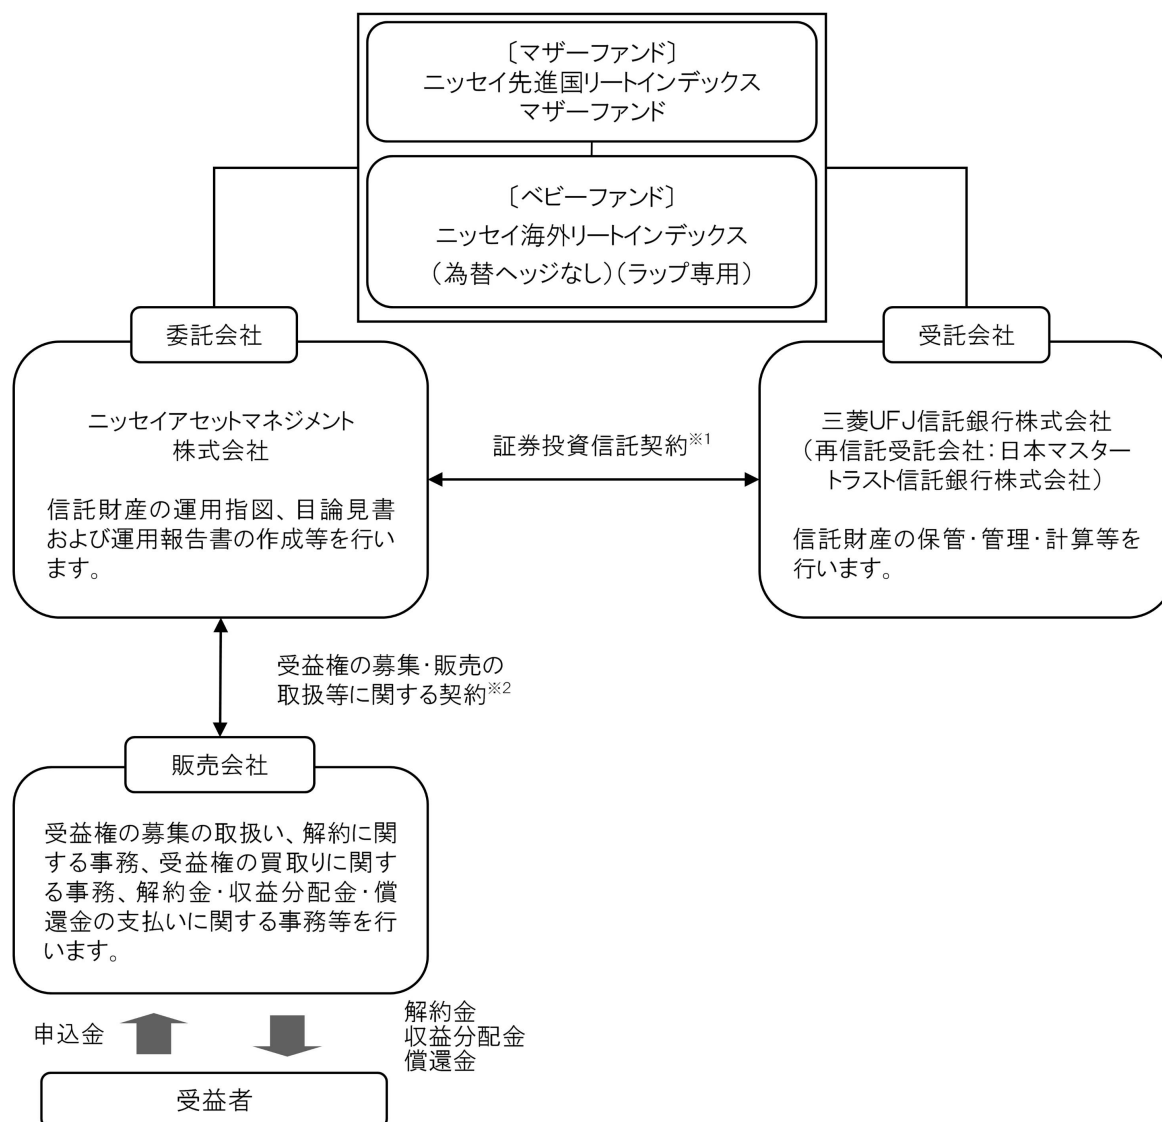 〔マザーファンド〕
ニッセイ先進国リートインデックス
マザーファンド
〔ベビーファンド〕
ニッセイ海外リートインデックス
（為替ヘッジなし）（ラップ専用）
委託会社
ニッセイアセットマネジメント
株式会社
信託財産の運用指図、目論見書
および運用報告書の作成等を行い
ます。
証券投資信託契約※1
受託会社
三菱UFJ信託銀行株式会社
（再信託受託会社：日本マスター
トラスト信託銀行株式会社）
信託財産の保管・管理・計算等を
行います。
受益権の募集・販売の
取扱等に関する契約※2
販売会社
受益権の募集の取扱い、解約に関
する事務、受益権の買取りに関す
る事務、解約金・収益分配金・償
還金の支払いに関する事務等を行
います。
申込金
解約金
収益分配金
償還金
受益者